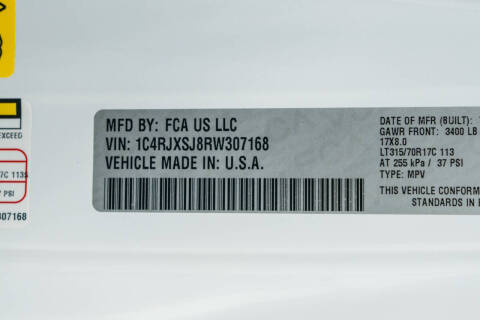 EXCEED
7C 113S
PSI
307168
MFD BY: FCA US LLC
VIN: 1C4RJXSJ8RW307168
VEHICLE MADE IN: U.S.A.
DATE OF MFR (BUILT):
GAWR FRONT: 3400 LB
17X8.0
LT315/70R17C 113
AT 255 kPa / 37 PSI
TYPE: MPV
THIS VEHICLE CONFORM
STANDARDS IN